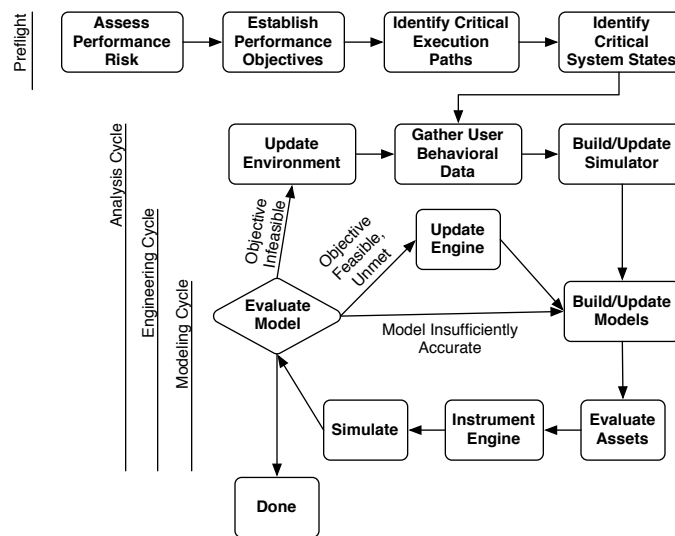 Preflight
Assess
Performance
Risk
Establish
Performance
Objectives
Identify Critical
Execution
Paths
Identify
Critical
System States
Analysis Cycle
Engineering Cycle
Modeling Cycle
Update
Environment
Gather User
Behavioral
Data
Build/Update
Simulator
Objective
Infeasible
Objective
Feasible,
Unmet
Update
Engine
Evaluate
Model
Model Insufficiently
Accurate
Build/Update
Models
Simulate
Instrument
Engine
Evaluate
Assets
Done